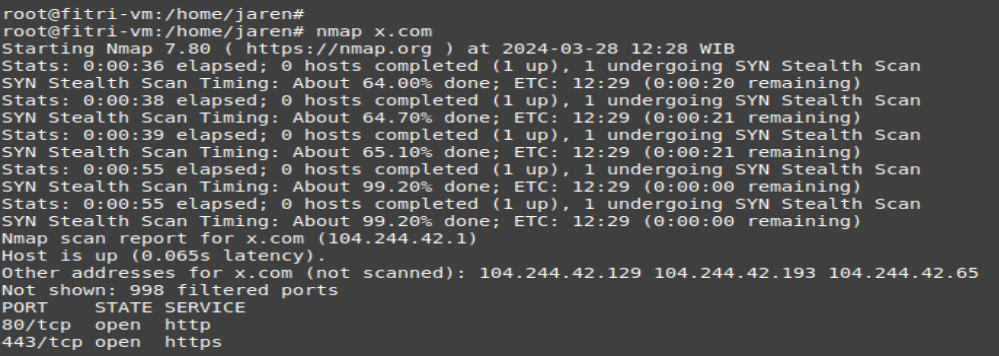 root@fitri-vm:/home/jaren#
root@fitri-vm:/home/jaren# nmap x.com
Starting Nmap 7.80 ( https://nmap.org ) at 2024-03-28 12:28 WIB
Stats: 0:00:36 elapsed; 0 hosts completed (1 up), 1 undergoing SYN Stealth Scan
SYN Stealth Scan Timing: About 64.00% done; ETC: 12:29 (0:00:20 remaining)
Stats: 0:00:38 elapsed; 0 hosts completed (1 up), 1 undergoing SYN Stealth Scan
SYN Stealth Scan Timing: About 64.70% done; ETC: 12:29 (0:00:21 remaining)
Stats: 0:00:39 elapsed; 0 hosts completed (1 up), 1 undergoing SYN Stealth Scan
SYN Stealth Scan Timing: About 65.10% done; ETC: 12:29 (0:00:21 remaining)
Stats: 0:00:55 elapsed; 0 hosts completed (1 up), 1 undergoing SYN Stealth Scan
SYN Stealth Scan Timing: About 99.20% done; ETC: 12:29 (0:00:00 remaining)
Stats: 0:00:55 elapsed; 0 hosts completed (1 up), 1 undergoing SYN Stealth Scan
SYN Stealth Scan Timing: About 99.20% done; ETC: 12:29 (0:00:00 remaining)
Nmap scan report for x.com (104.244.42.1)
Host is up (0.065s latency).
Other addresses for x.com (not scanned): 104.244.42.129 104.244.42.193 104.244.42.65
Not shown: 998 filtered ports
PORT    STATE SERVICE
80/tcp  open  http
443/tcp open  https